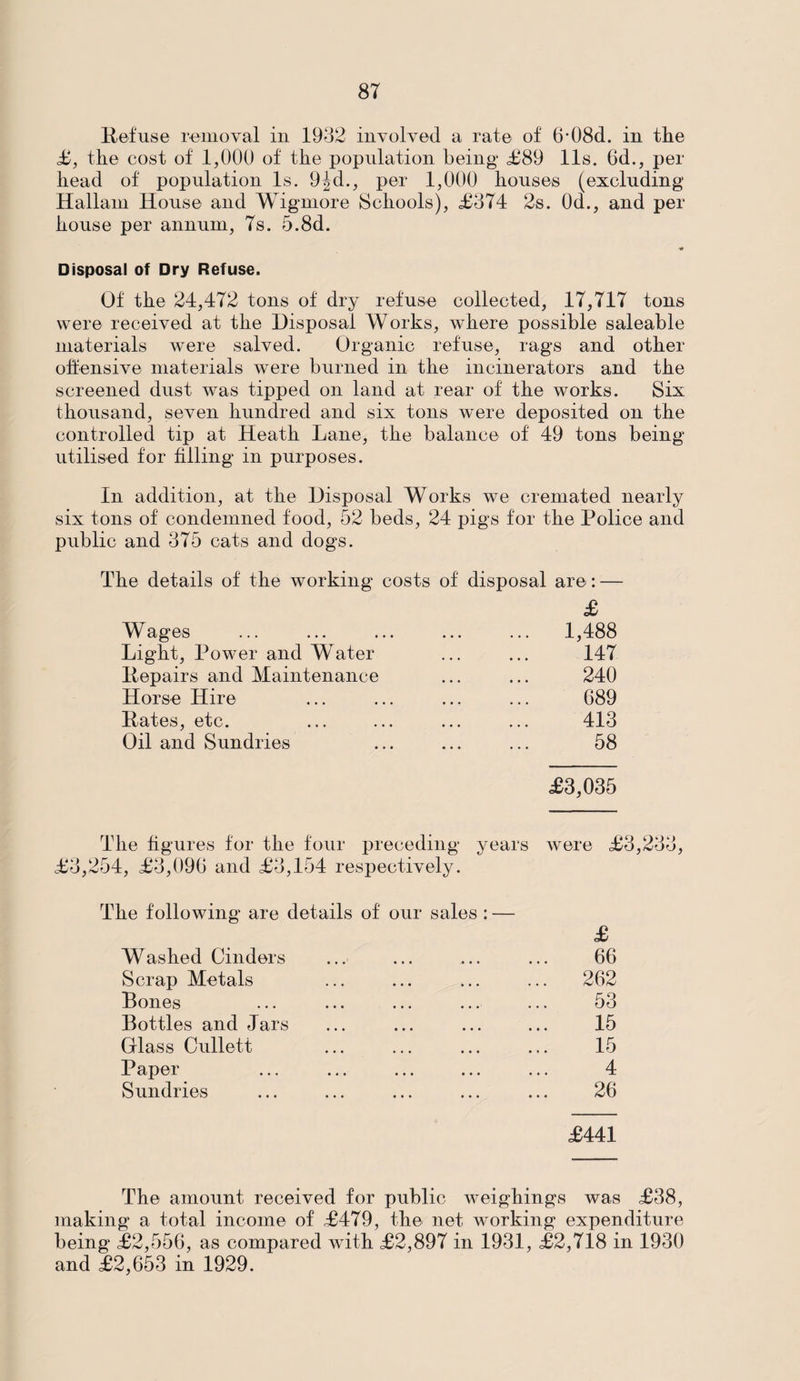 87
Refuse removal in 1932 involved a rate of 6·08d. in the
£, the cost of 1,000 of the population being £89 11s. 6d., per
head of population 1s. 9½d., per 1,000 houses (excluding
Hallam House and Wigmore Schools), £374 2s. 0d., and per
house per annum, 7s. 5.8d.
Disposal of Dry Refuse.
Of the 24,472 tons of dry refuse collected, 17,717 tons
were received at the Disposal Works, where possible saleable
materials were salved. Organic refuse, rags and other
offensive materials were burned in the incinerators and the
screened dust was tipped on land at rear of the works. Six
thousand, seven hundred and six tons were deposited on the
controlled tip at Heath Lane, the balance of 49 tons being
utilised for filling in purposes.
In addition, at the Disposal Works we cremated nearly
six tons of condemned food, 52 beds, 24 pigs for the Police and
public and 375 cats and dogs.
The details of the working costs of disposal are:—
£
Wages ... ... ... ... ... 1,488
Light, Power and Water ... ... 147
Repairs and Maintenance ... ... 240
Horse Hire ... ... ... ... 689
Rates, etc. ... ... ... ... 413
Oil and Sundries ... ... ... 58
£3,035
The figures for the four preceding years were £3,233,
£3,254, £3,096 and £3,154 respectively.
The following are details of our sales:—
£
Washed Cinders ... ... ... ... 66
Scrap Metals ... ... ... ... 262
Bones ... ... ... ... ... 53
Bottles and Jars ... ... ... ... 15
Glass Cullett ... ... ... ... 15
Paper ... ... ... ... ... 4
Sundries ... ... ... ... ... 26
£441
The amount received for public weighings was £38,
making a total income of £479, the net working expenditure
being £2,556, as compared with £2,897 in 1931, £2,718 in 1930
and £2,653 in 1929.